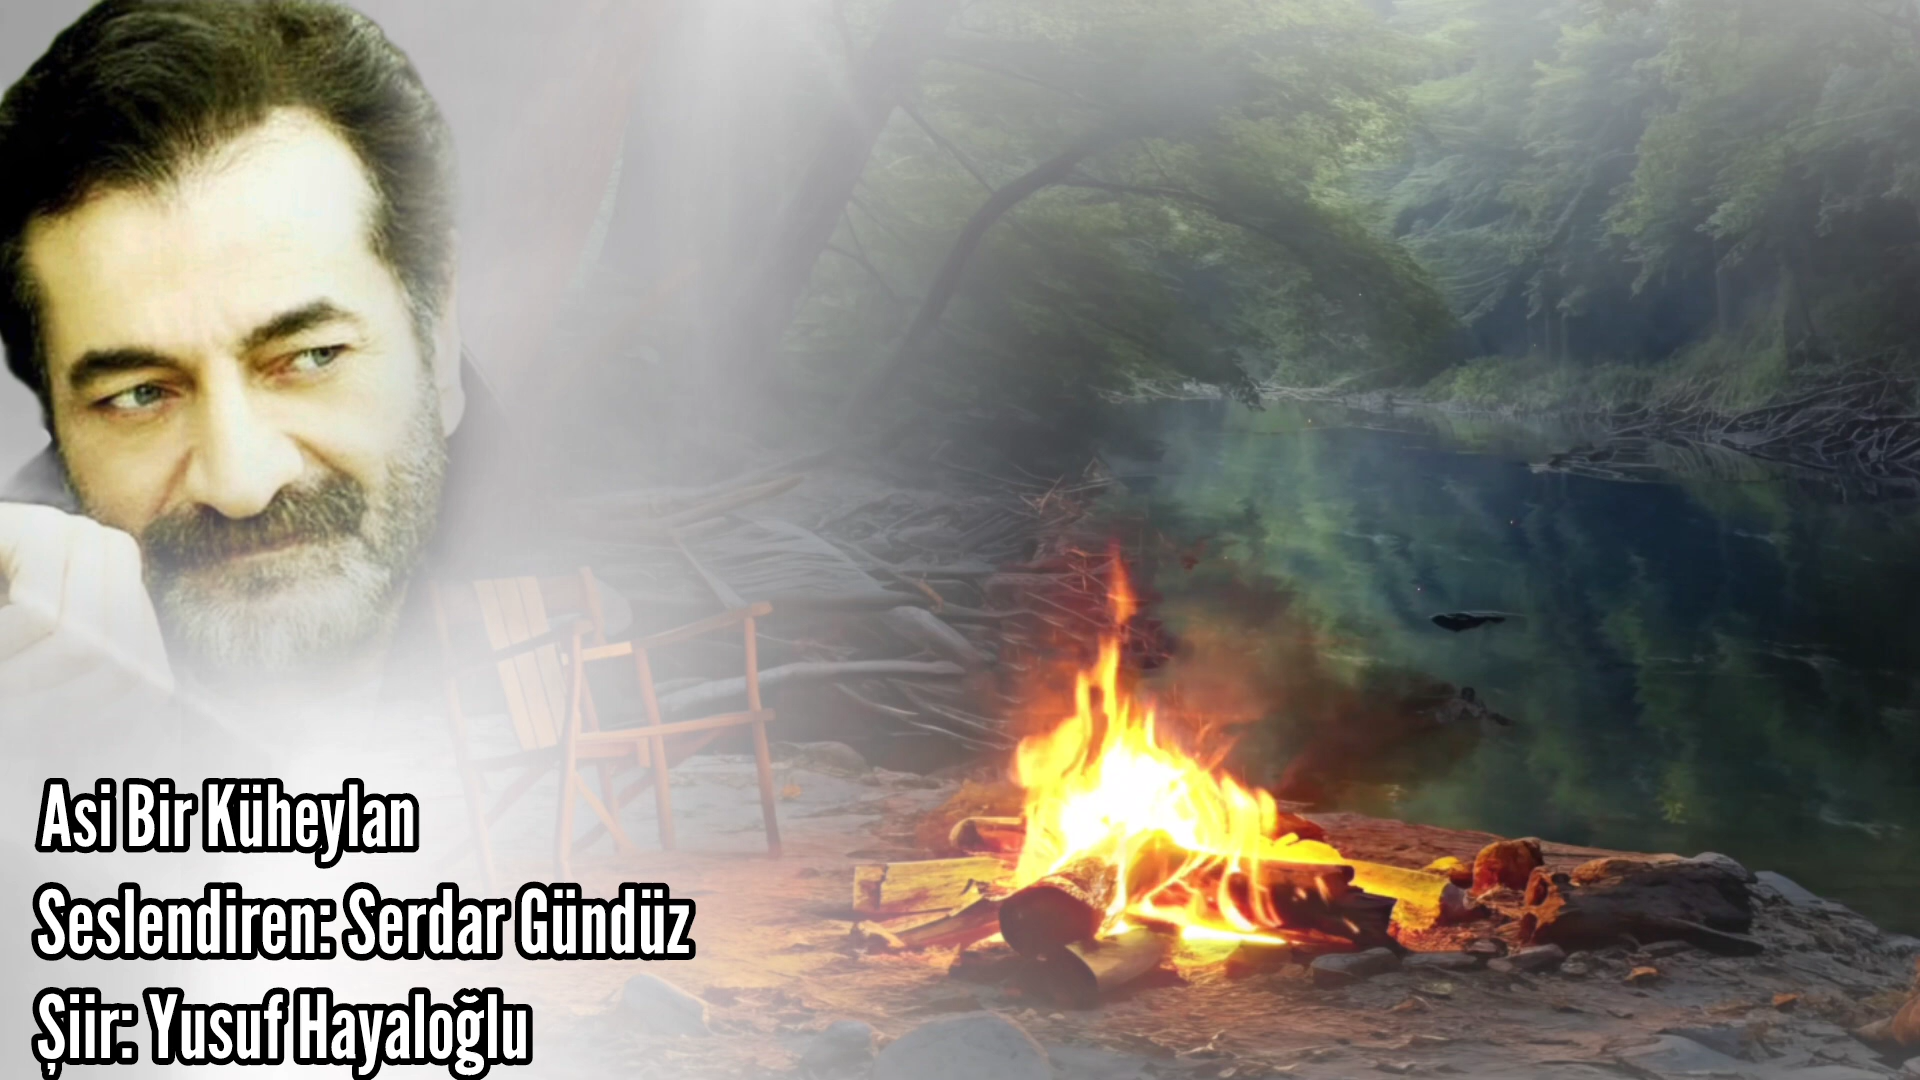 Asi Bir Küheylan
Seslendiren: Serdar Gündüz
Şiir: Yusuf Hayaloğlu